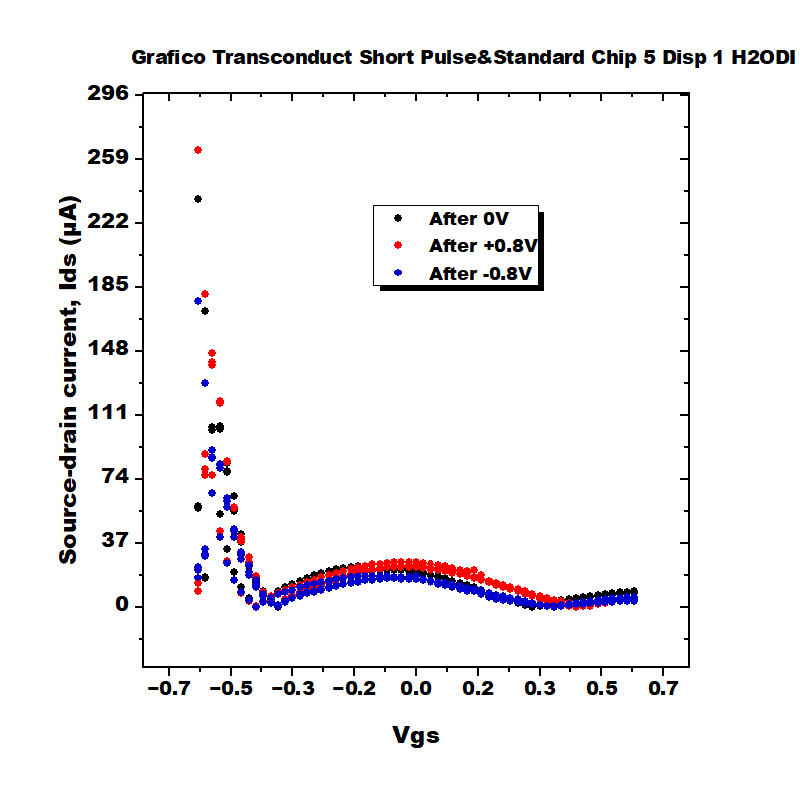 Grafico Transconduct Short Pulse&Standard Chip 5 Disp 1 H2ODI
296
259
222
185
148
111
74
37
0
Source-drain current, Ids (µA)
After 0V
After +0.8V
After -0.8V
−0.7 −0.5 −0.3 −0.2 0.0 0.2 0.3 0.5 0.7
Vgs